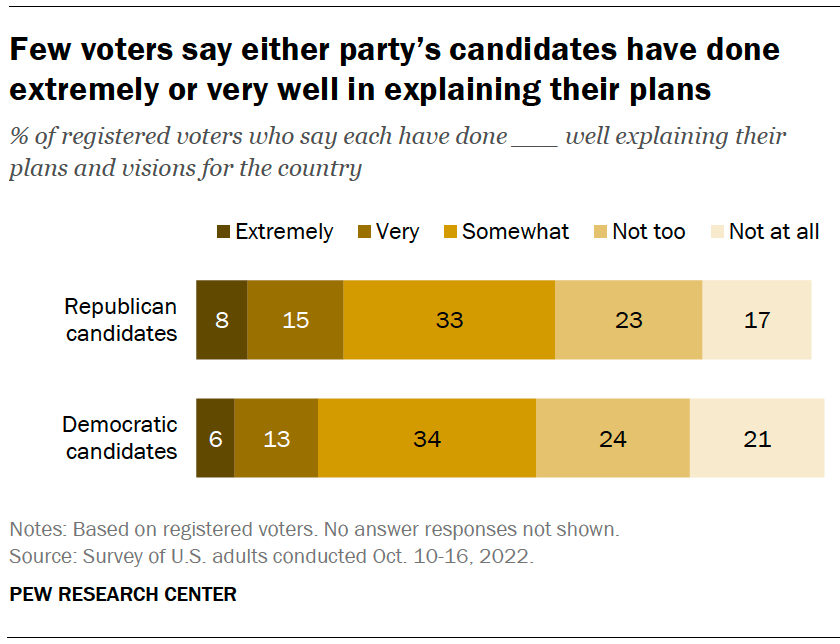 Few voters say either party's candidates have done
extremely or very well in explaining their plans
% of registered voters who say each have done ____ well explaining their
plans and visions for the country
Extremely Very Somewhat Not too Not at all
Republican
candidates
8 15 33 23 17
Democratic
candidates
6 13 34 24 21
Notes: Based on registered voters. No answer responses not shown.
Source: Survey of U.S. adults conducted Oct. 10-16, 2022.
PEW RESEARCH CENTER